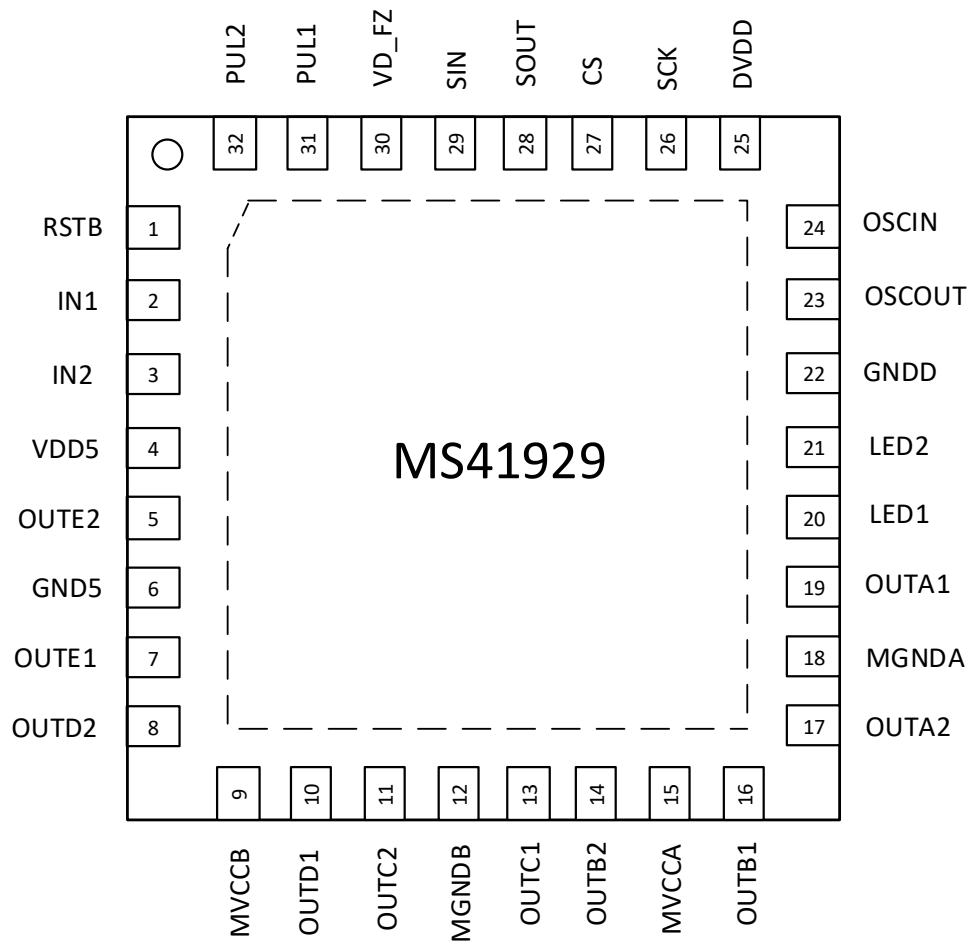 PUL2 PUL1 VD_FZ SIN SOUT CS SCK DVDD
32 31 30 29 28 27 26 25
RSTB 1
IN1 2
IN2 3
VDD5 4
OUTE2 5
GND5 6
OUTE1 7
OUTD2 8
MS41929
24 OSCIN
23 OSCOUT
22 GNDD
21 LED2
20 LED1
19 OUTA1
18 MGNDA
17 OUTA2
9 10 11 12 13 14 15 16
MVCCB OUTD1 OUTC2 MGNDB OUTC1 OUTB2 MVCCA OUTB1